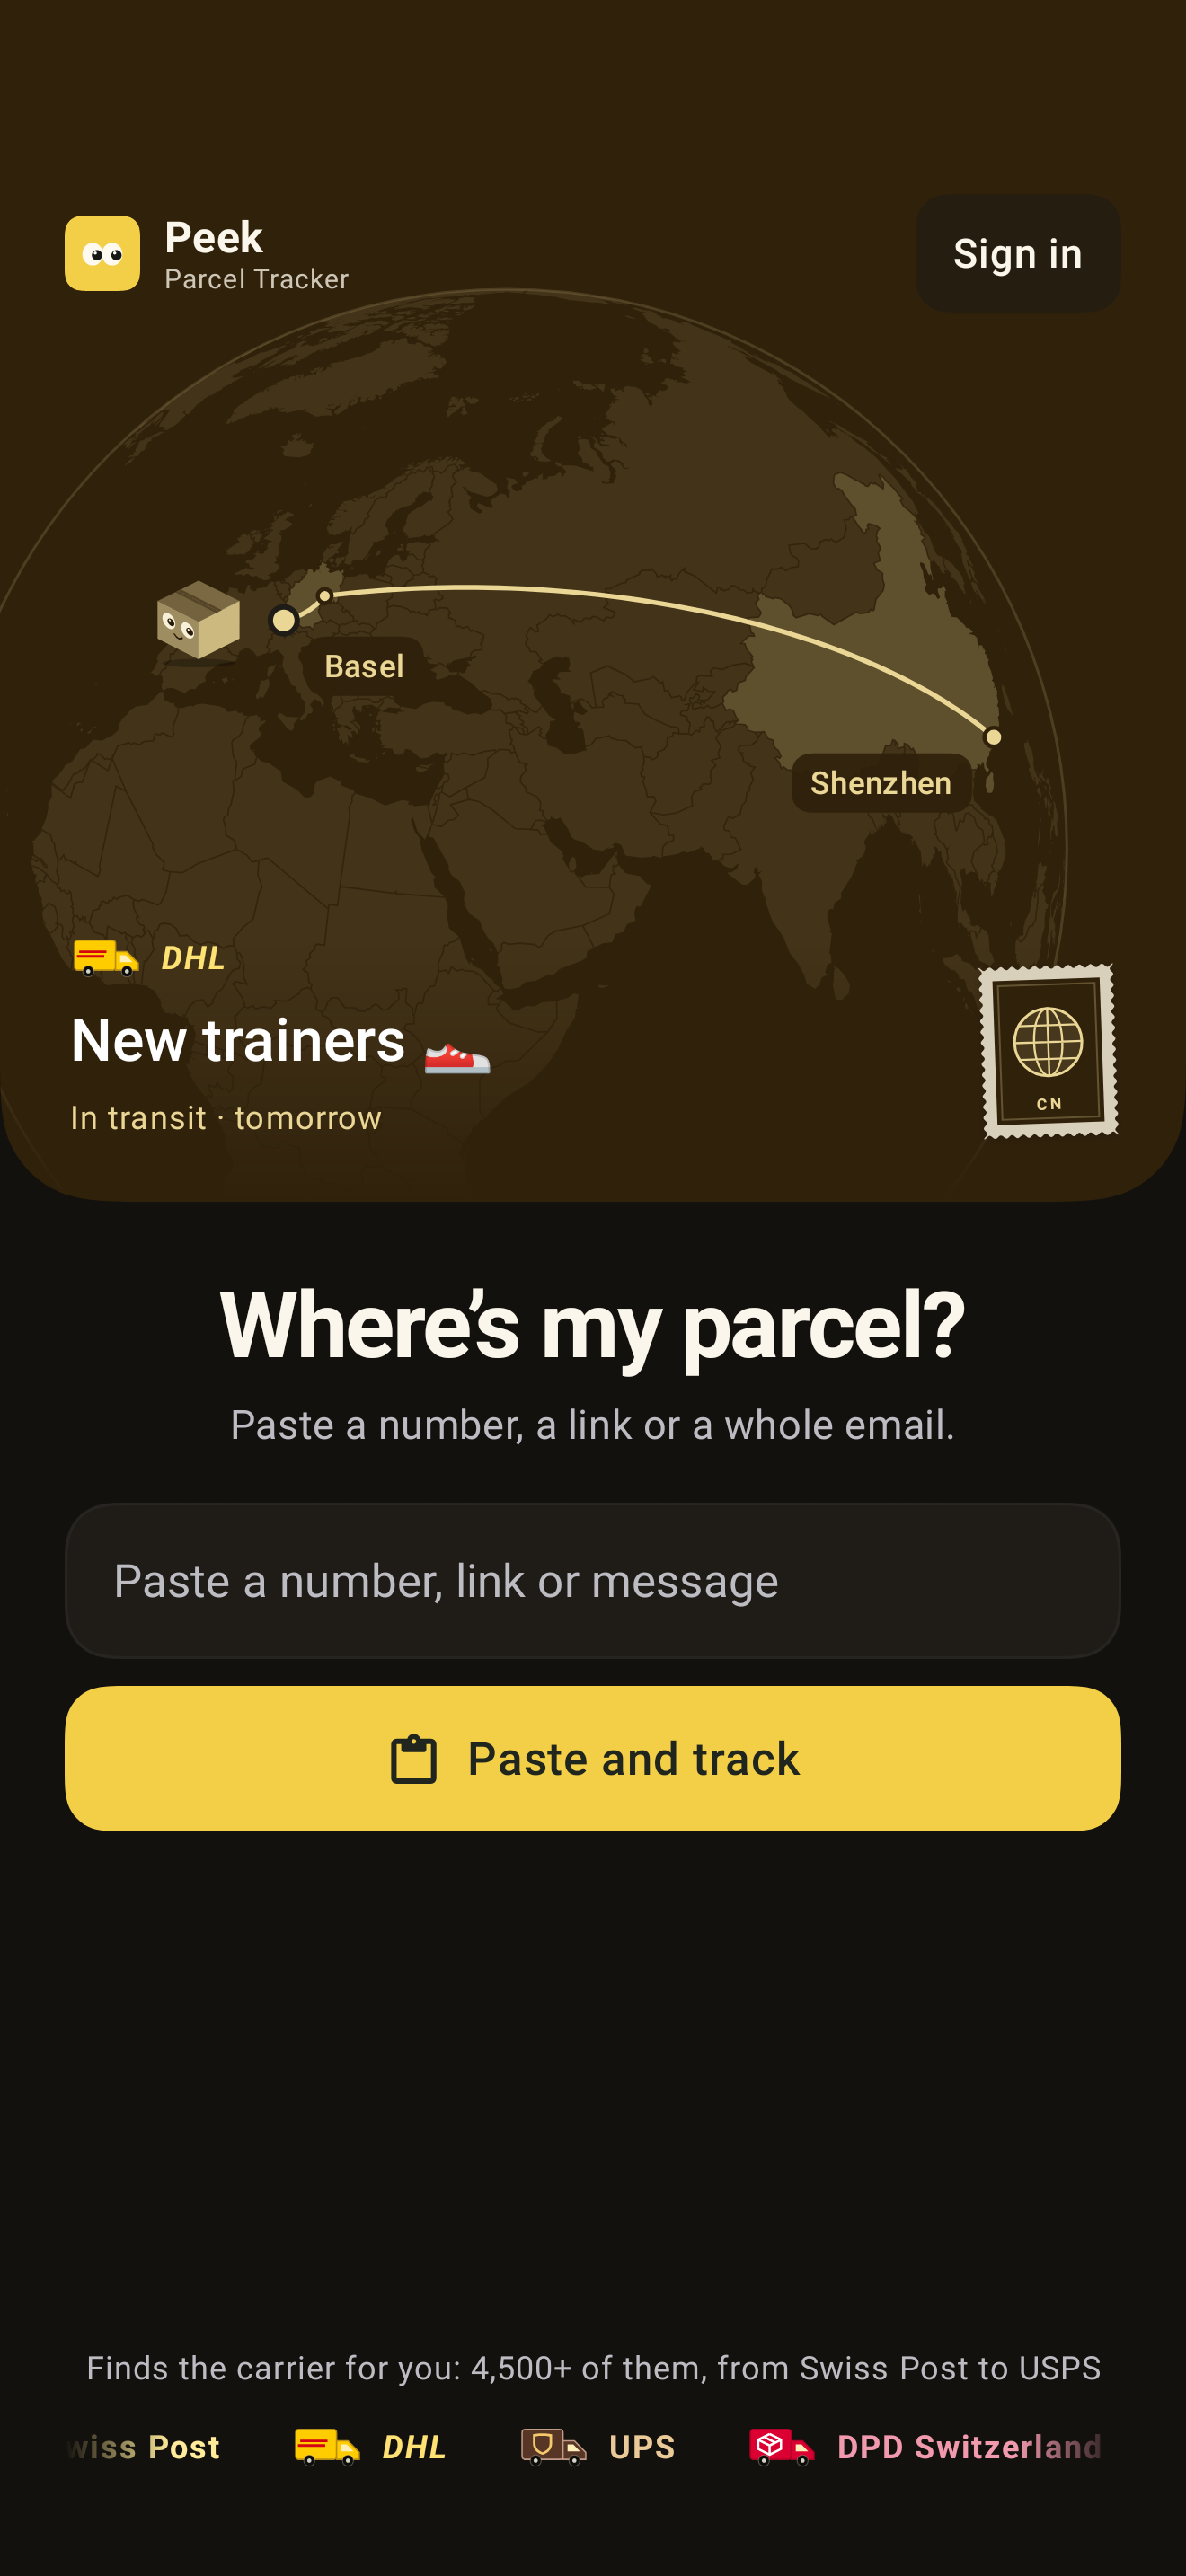 Peek
Parcel Tracker
Sign in
Basel
Shenzhen
DHL
New trainers
In transit · tomorrow
CN
Where’s my parcel?
Paste a number, a link or a whole email.
Paste a number, link or message
Paste and track
Finds the carrier for you: 4,500+ of them, from Swiss Post to USPS
wiss Post DHL UPS DPD Switzerland